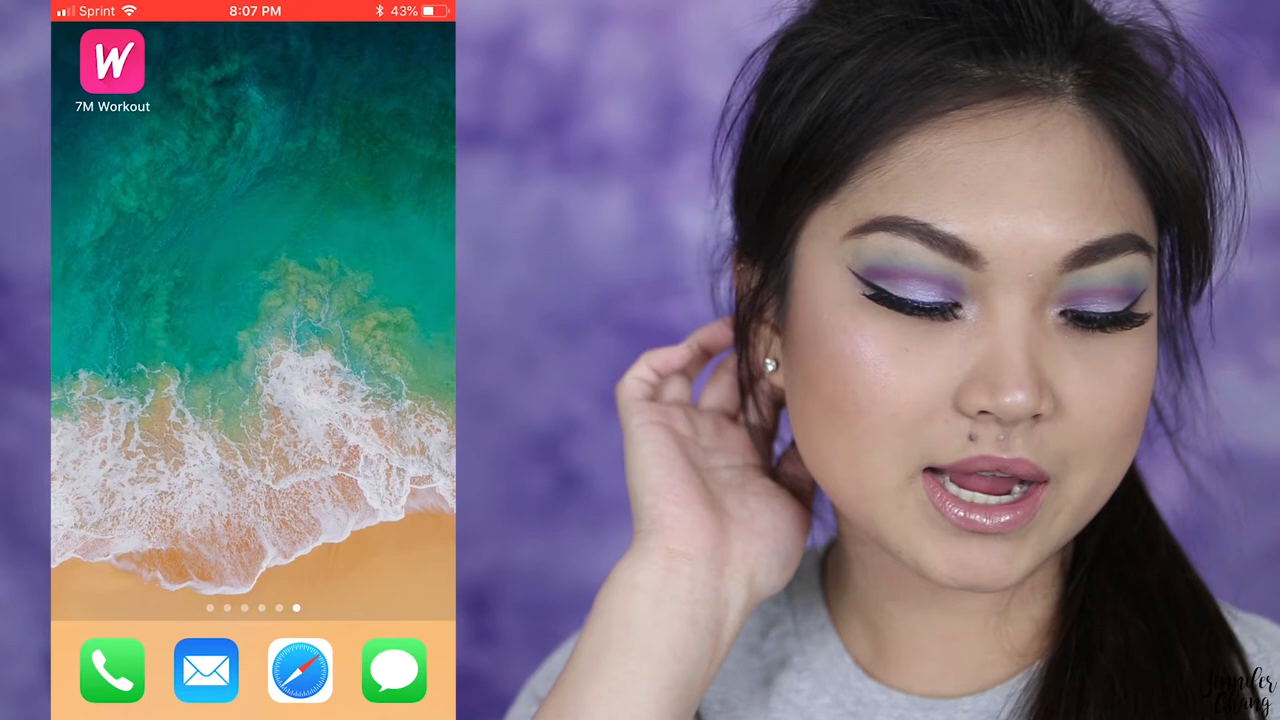 Sprint 8:07 PM 43%
W
7M Workout
Jennifer
Chang